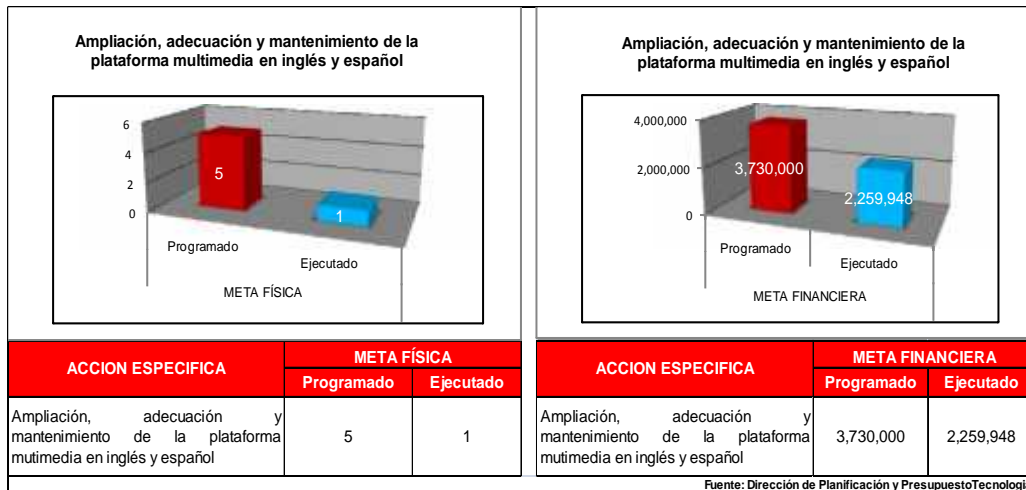 Ampliación, adecuación y mantenimiento de la
plataforma multimedia en inglés y español
6
4
2
0
5
1
Programado
Ejecutado
META FÍSICA
ACCION ESPECIFICA
META FÍSICA
Programado
Ejecutado
Ampliación, adecuación y
mantenimiento de la plataforma
mutimedia en inglés y español
5
1
Ampliación, adecuación y mantenimiento de la
plataforma multimedia en inglés y español
4,000,000
2,000,000
0
3,730,000
2,259,948
Programado
Ejecutado
META FINANCIERA
ACCION ESPECIFICA
META FINANCIERA
Programado
Ejecutado
Ampliación, adecuación y
mantenimiento de la plataforma
mutimedia en inglés y español
3,730,000
2,259,948
Fuente: Dirección de Planificación y PresupuestoTecnologia